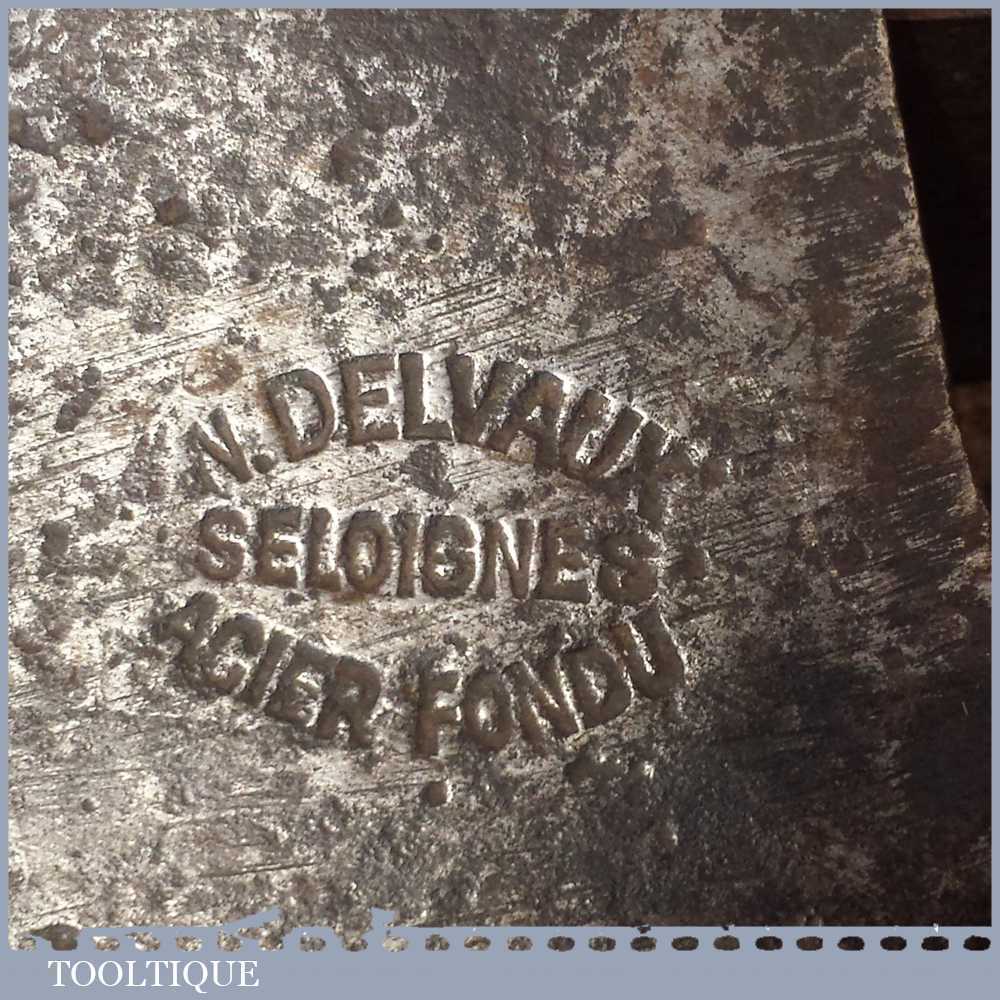 N. DELVAUX
SELOIGNES
ACIER FONDU
TOOLTIQUE